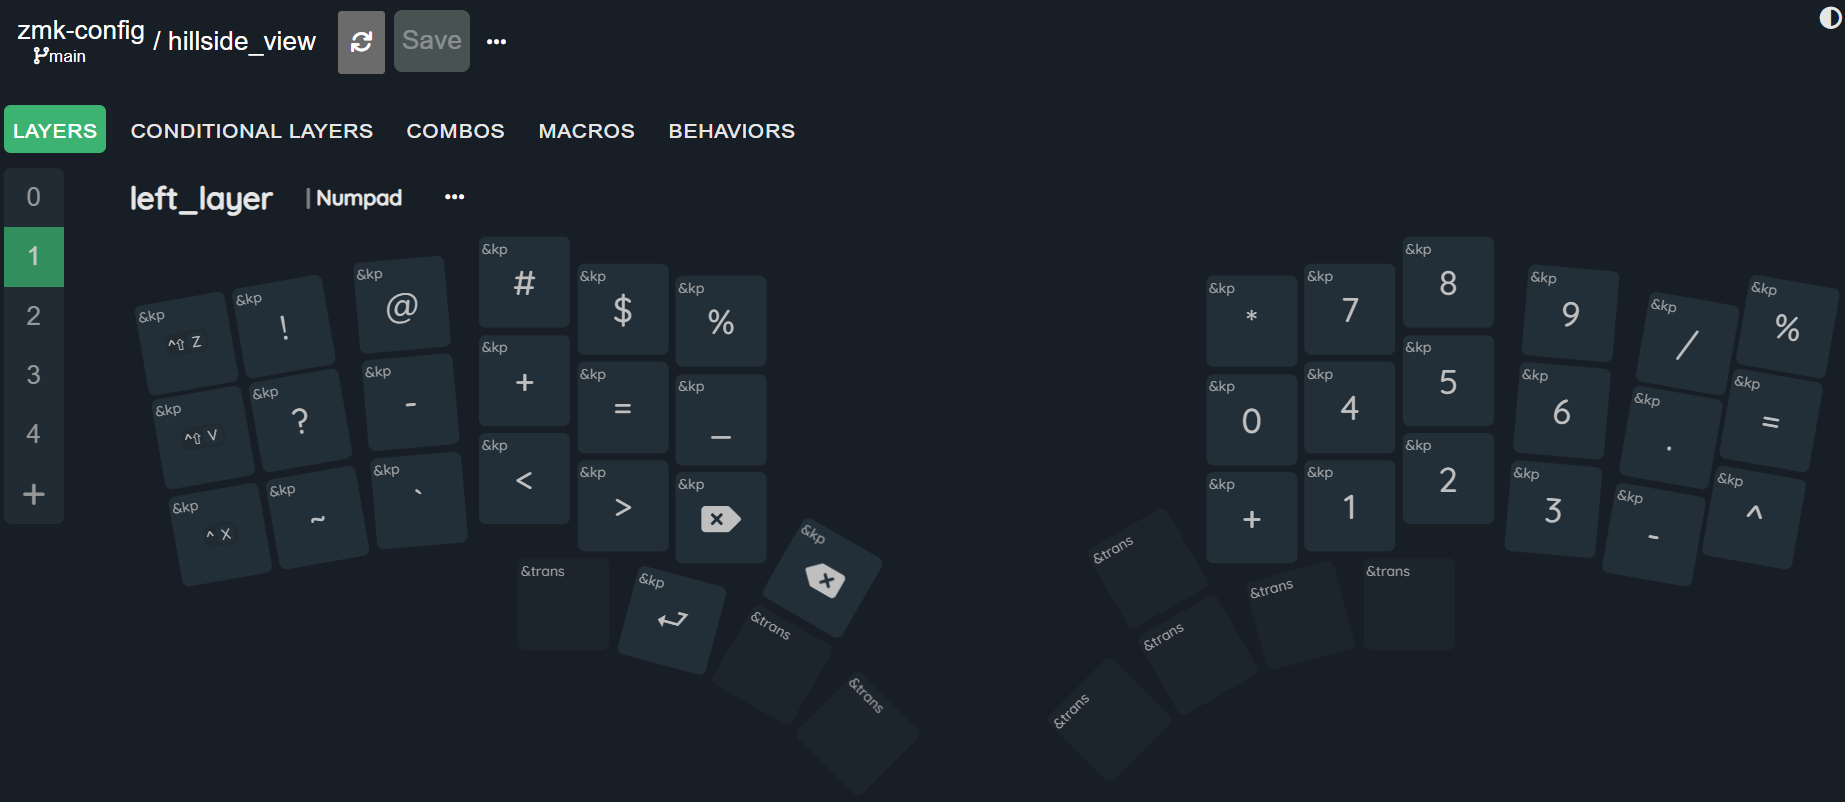 zmk-config
main
/ hillside_view
Save
LAYERS CONDITIONAL LAYERS COMBOS MACROS BEHAVIORS
0
1
2
3
4
+
left_layer | Numpad
&kp ^⇧ Z
&kp !
&kp @
&kp #
&kp $
&kp %
&kp *
&kp 7
&kp 8
&kp 9
&kp /
&kp %
&kp ^⇧ V
&kp ?
&kp -
&kp +
&kp =
&kp _
&kp 0
&kp 4
&kp 5
&kp 6
&kp .
&kp =
&kp ^ X
&kp ~
&kp `
&kp <
&kp >
&kp ⌦
&kp +
&kp 1
&kp 2
&kp 3
&kp -
&kp ^
&trans
&kp ⏎
&trans
&kp
&trans
&trans
&trans
&trans
&trans
&trans